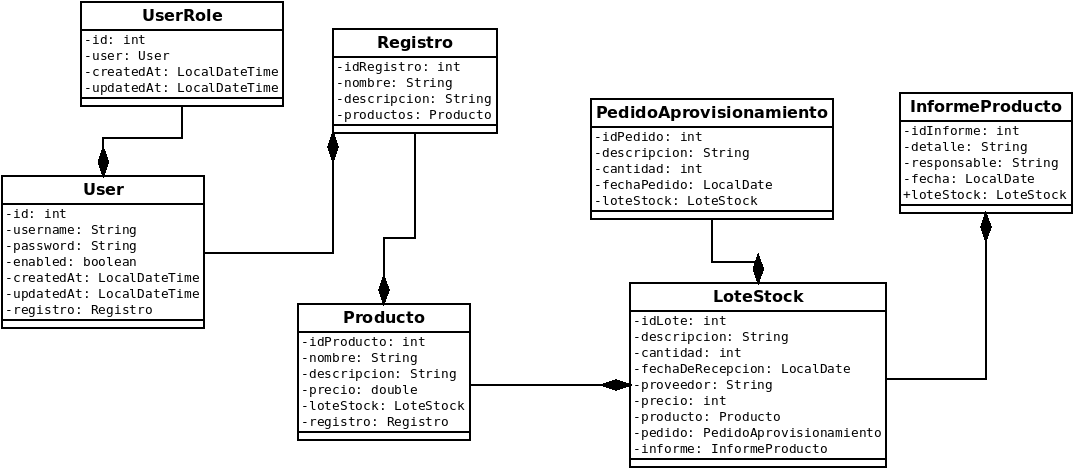 UserRole
-id: int
-user: User
-createdAt: LocalDateTime
-updatedAt: LocalDateTime
Registro
-idRegistro: int
-nombre: String
-descripcion: String
-productos: Producto
PedidoAprovisionamiento
-idPedido: int
-descripcion: String
-cantidad: int
-fechaPedido: LocalDate
-loteStock: LoteStock
InformeProducto
-idInforme: int
-detalle: String
-responsable: String
-fecha: LocalDate
+loteStock: LoteStock
User
-id: int
-username: String
-password: String
-enabled: boolean
-createdAt: LocalDateTime
-updatedAt: LocalDateTime
-registro: Registro
Producto
-idProducto: int
-nombre: String
-descripcion: String
-precio: double
-loteStock: LoteStock
-registro: Registro
LoteStock
-idLote: int
-descripcion: String
-cantidad: int
-fechaDeRecepcion: LocalDate
-proveedor: String
-precio: int
-producto: Producto
-pedido: PedidoAprovisionamiento
-informe: InformeProducto